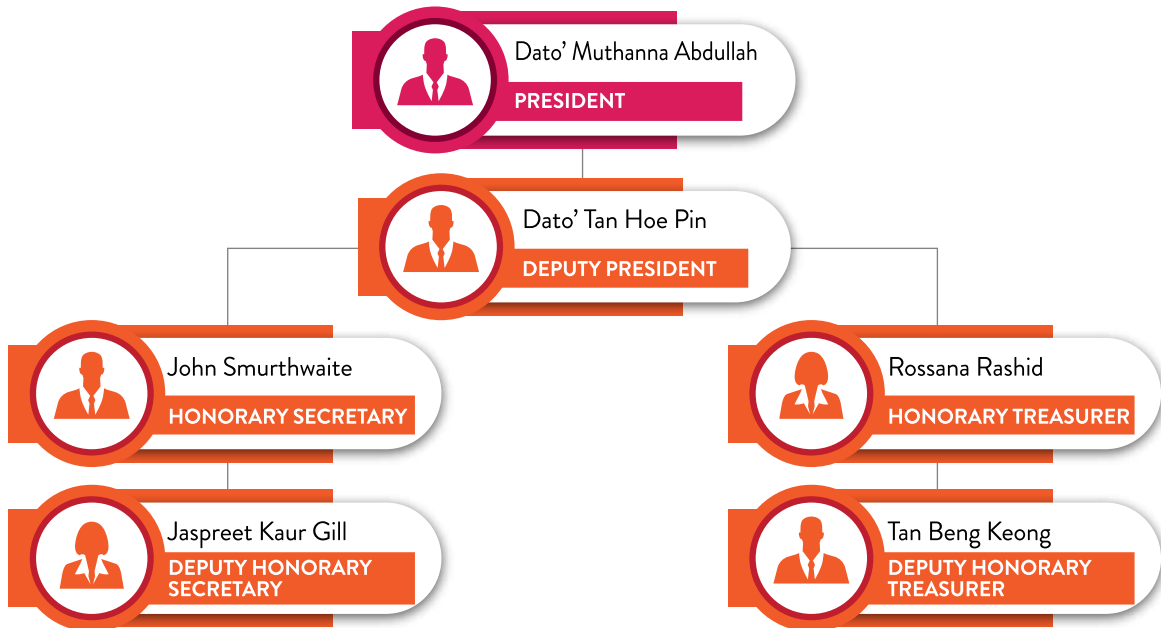 Dato’ Muthanna Abdullah
PRESIDENT
Dato’ Tan Hoe Pin
DEPUTY PRESIDENT
John Smurthwaite
HONORARY SECRETARY
Jaspreet Kaur Gill
DEPUTY HONORARY
SECRETARY
Rossana Rashid
HONORARY TREASURER
Tan Beng Keong
DEPUTY HONORARY
TREASURER